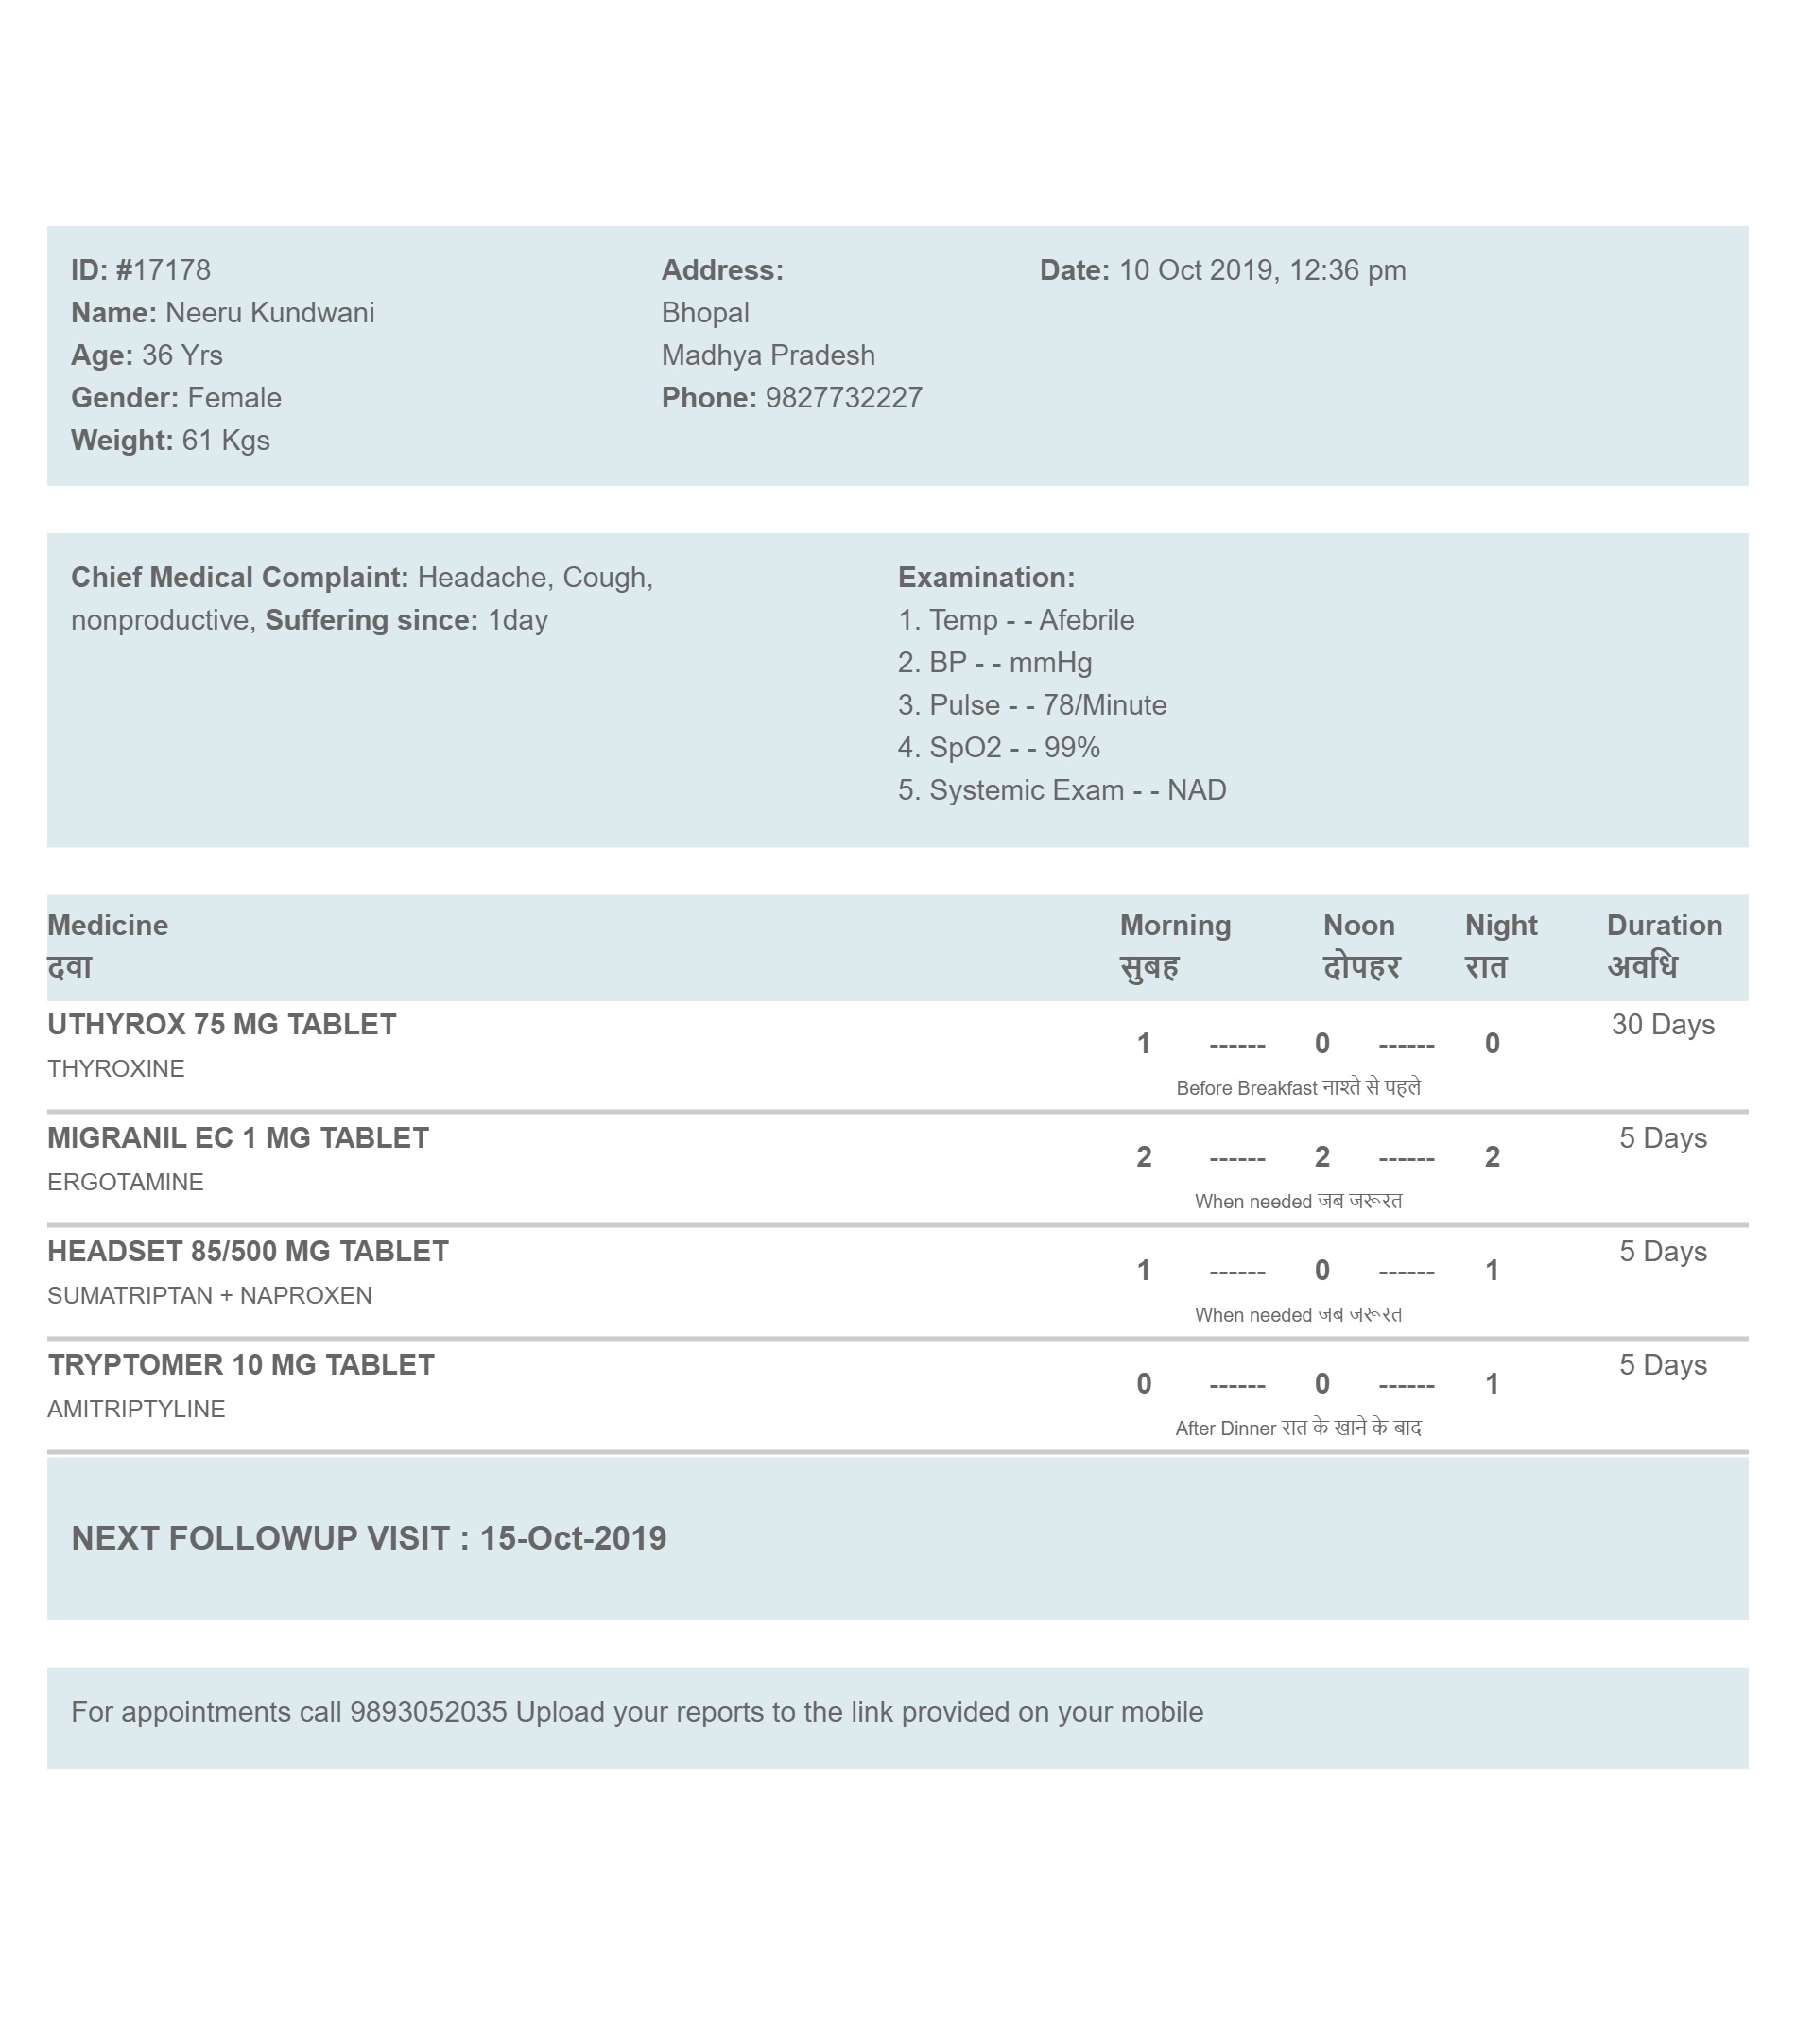 ID: #17178
Name: Neeru Kundwani
Age: 36 Yrs
Gender: Female
Weight: 61 Kgs
Address:
Bhopal
Madhya Pradesh
Phone: 9827732227
Date: 10 Oct 2019, 12:36 pm
Chief Medical Complaint: Headache, Cough,
nonproductive, Suffering since: 1day
Examination:
1. Temp - - Afebrile
2. BP - - mmHg
3. Pulse - - 78/Minute
4. SpO2 - - 99%
5. Systemic Exam - - NAD
Medicine Morning Noon Night Duration
दवा सुबह दोपहर रात अवधि
UTHYROX 75 MG TABLET 30 Days
1 ------ 0 ------ 0
THYROXINE
Before Breakfast नाश्ते से पहले
MIGRANIL EC 1 MG TABLET 5 Days
2 ------ 2 ------ 2
ERGOTAMINE
When needed जब जरूरत
HEADSET 85/500 MG TABLET 5 Days
1 ------ 0 ------ 1
SUMATRIPTAN + NAPROXEN
When needed जब जरूरत
TRYPTOMER 10 MG TABLET 5 Days
0 ------ 0 ------ 1
AMITRIPTYLINE
After Dinner रात के खाने के बाद
NEXT FOLLOWUP VISIT : 15-Oct-2019
For appointments call 9893052035 Upload your reports to the link provided on your mobile